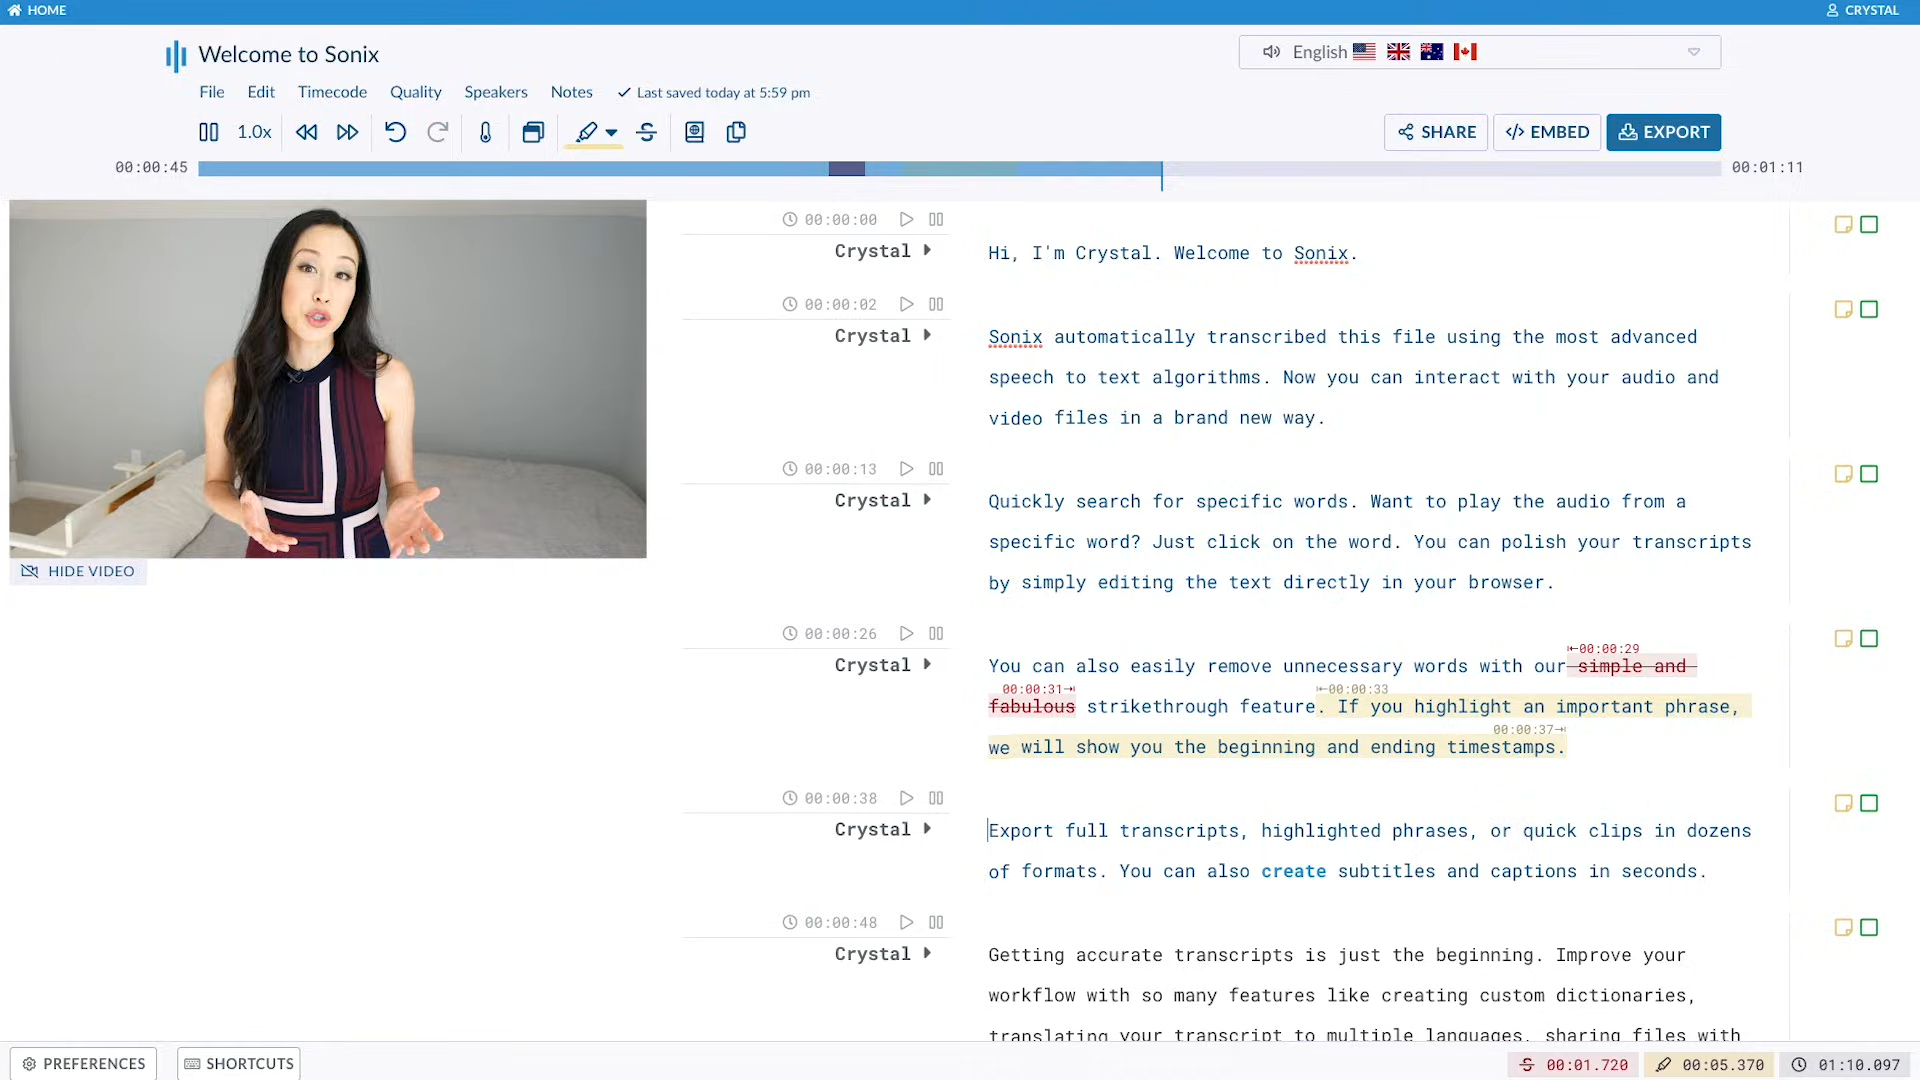 HOME
CRYSTAL
Welcome to Sonix
English
File Edit Timecode Quality Speakers Notes Last saved today at 5:59 pm
1.0x
SHARE
</> EMBED
EXPORT
00:00:45
00:01:11
HIDE VIDEO
00:00:00
Crystal
Hi, I'm Crystal. Welcome to Sonix.
00:00:02
Crystal
Sonix automatically transcribed this file using the most advanced
speech to text algorithms. Now you can interact with your audio and
video files in a brand new way.
00:00:13
Crystal
Quickly search for specific words. Want to play the audio from a
specific word? Just click on the word. You can polish your transcripts
by simply editing the text directly in your browser.
00:00:26
Crystal
00:00:29
You can also easily remove unnecessary words with our simple and
00:00:31 00:00:33
fabulous strikethrough feature. If you highlight an important phrase,
00:00:37
we will show you the beginning and ending timestamps.
00:00:38
Crystal
Export full transcripts, highlighted phrases, or quick clips in dozens
of formats. You can also create subtitles and captions in seconds.
00:00:48
Crystal
Getting accurate transcripts is just the beginning. Improve your
workflow with so many features like creating custom dictionaries,
translating your transcript to multiple languages, sharing files with
PREFERENCES
SHORTCUTS
00:01.720
00:05.370
01:10.097